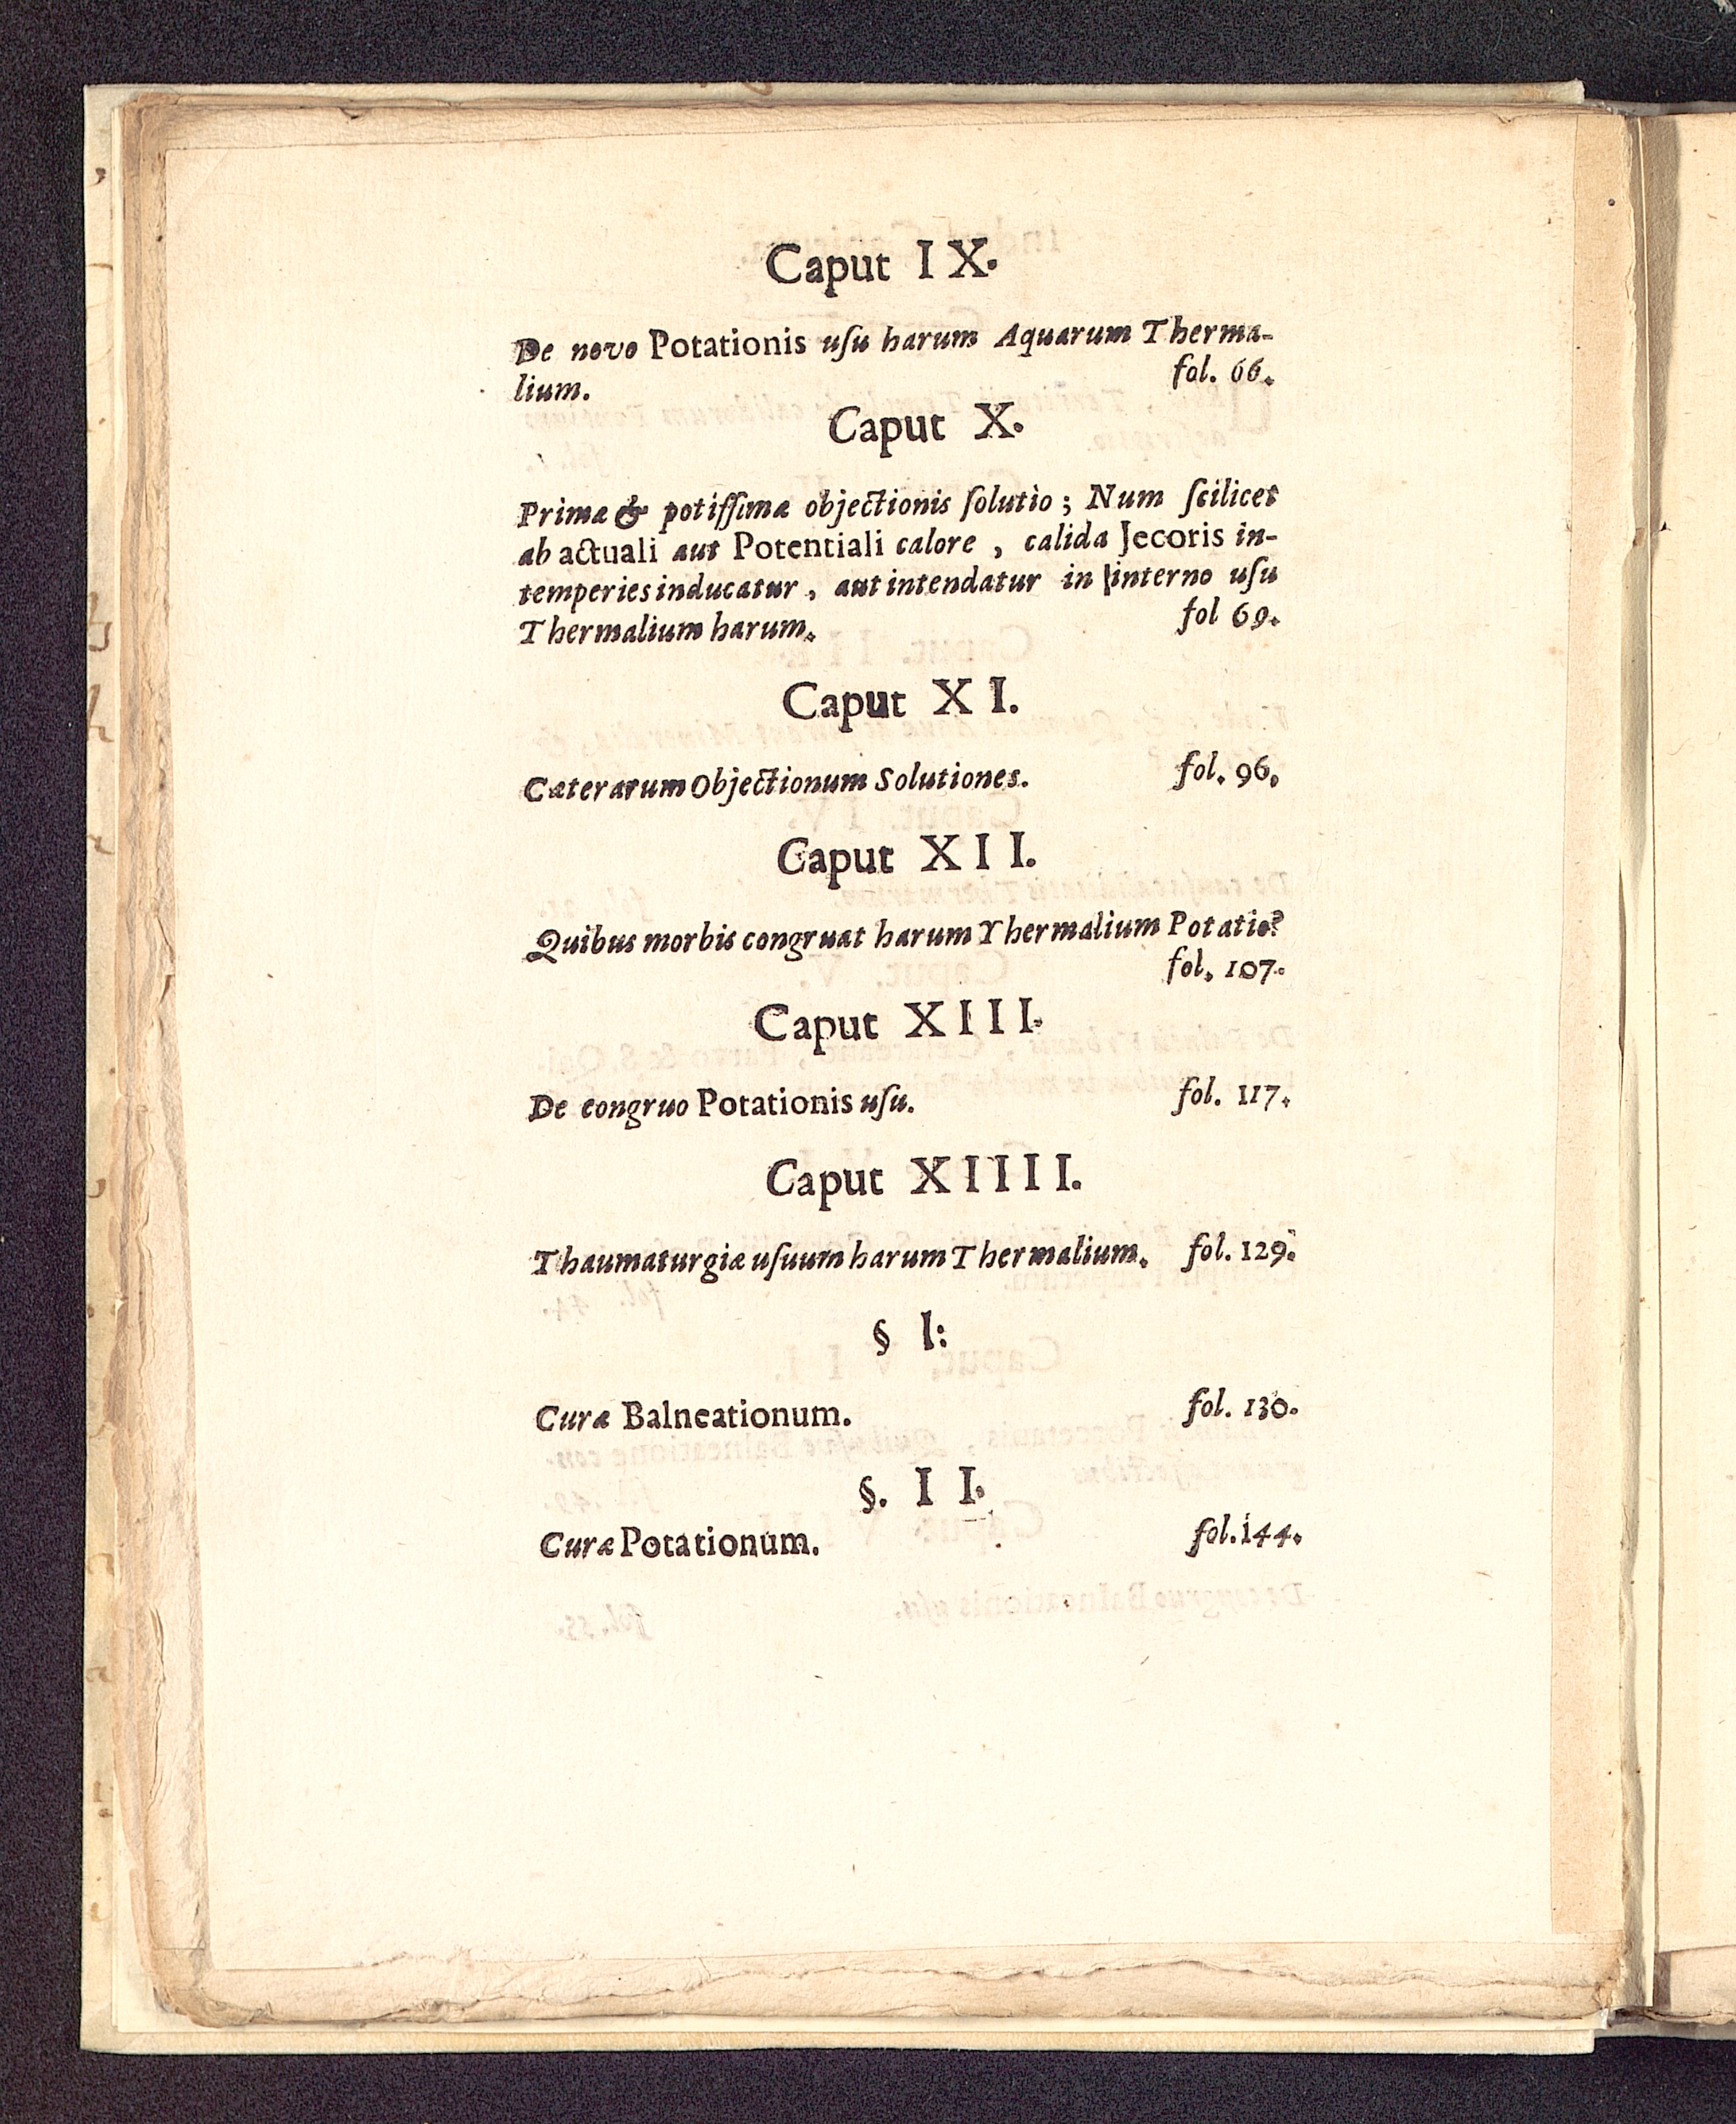 Caput IX.
De novo Potationis uſu harum Aquarum Therma-
lium. fol. 66.
Caput X.
Primæ & potiſſimæ objectionis ſolutio ; Num ſcilicet
ab actuali aut Potentiali calore , calida Jecoris in-
temperies inducatur, aut intendatur in interno uſu
Thermalium harum. fol 69.
Caput XI.
Cæterarum Objectionum Solutiones. fol. 96.
Caput XII.
Quibus morbis congruat harum Thermalium Potatio?
fol. 107.
Caput XIII.
De congruo Potationis uſu. fol. 117.
Caput XIIII.
Thaumaturgiæ uſuum harum Thermalium. fol. 129.
§ I:
Curæ Balneationum. fol. 130.
§. II.
Curæ Potationum. fol. 144.